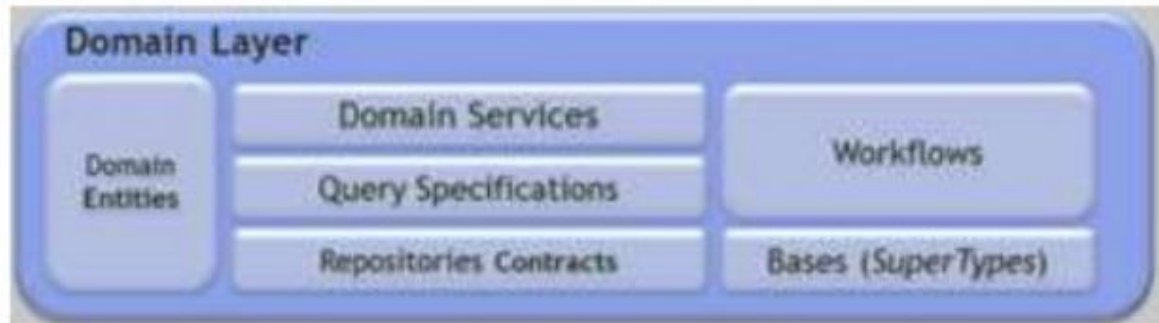 Domain Layer
Domain
Entities
Domain Services
Query Specifications
Repositories Contracts
Workflows
Bases (SuperTypes)